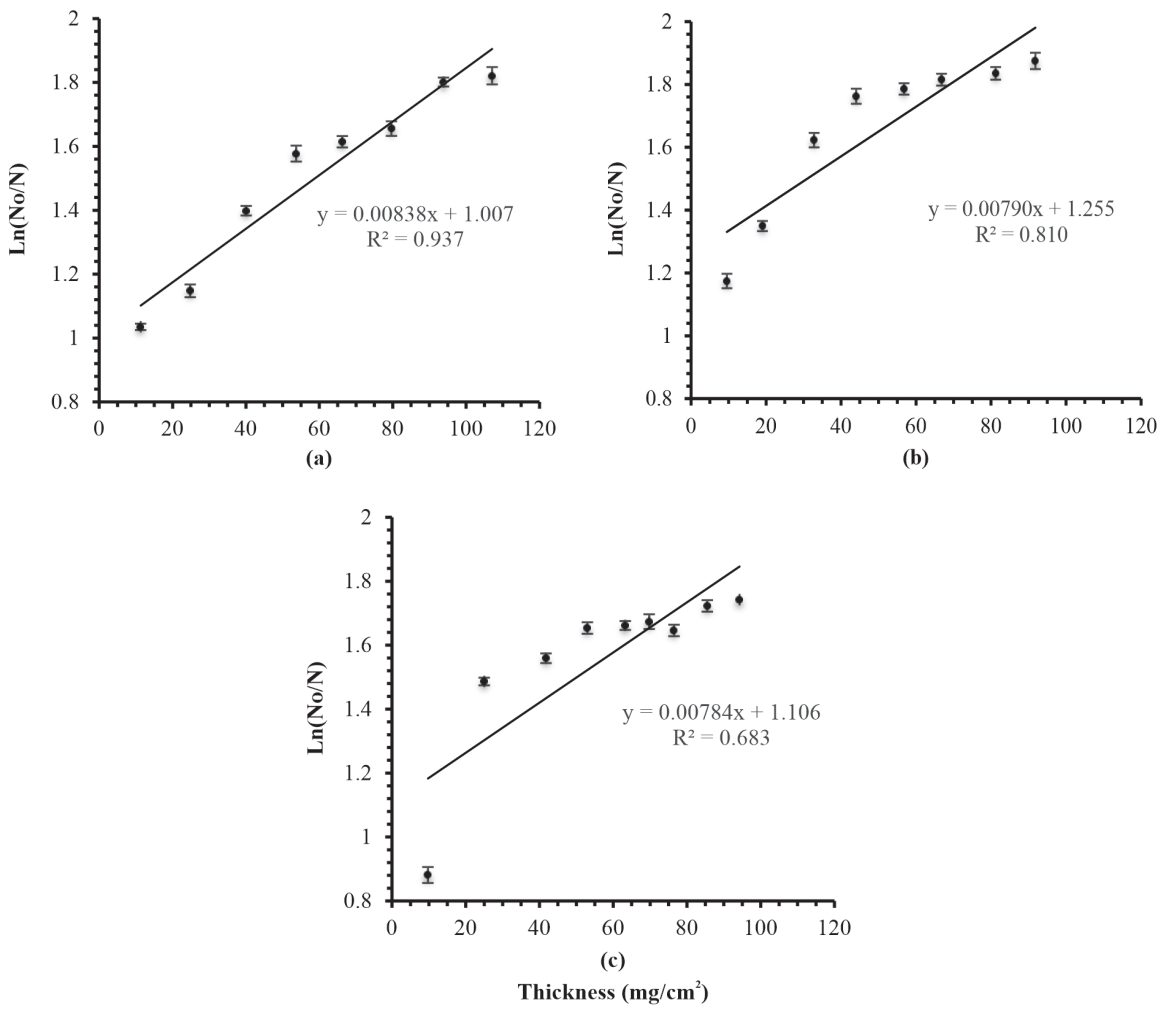 2
1.8
1.6
1.4
1.2
1
0.8
Ln(No/N)
y = 0.00838x + 1.007
R² = 0.937
0 20 40 60 80 100 120
(a)
2
1.8
1.6
1.4
1.2
1
0.8
Ln(No/N)
y = 0.00790x + 1.255
R² = 0.810
0 20 40 60 80 100 120
(b)
2
1.8
1.6
1.4
1.2
1
0.8
Ln(No/N)
y = 0.00784x + 1.106
R² = 0.683
0 20 40 60 80 100 120
(c)
Thickness (mg/cm²)